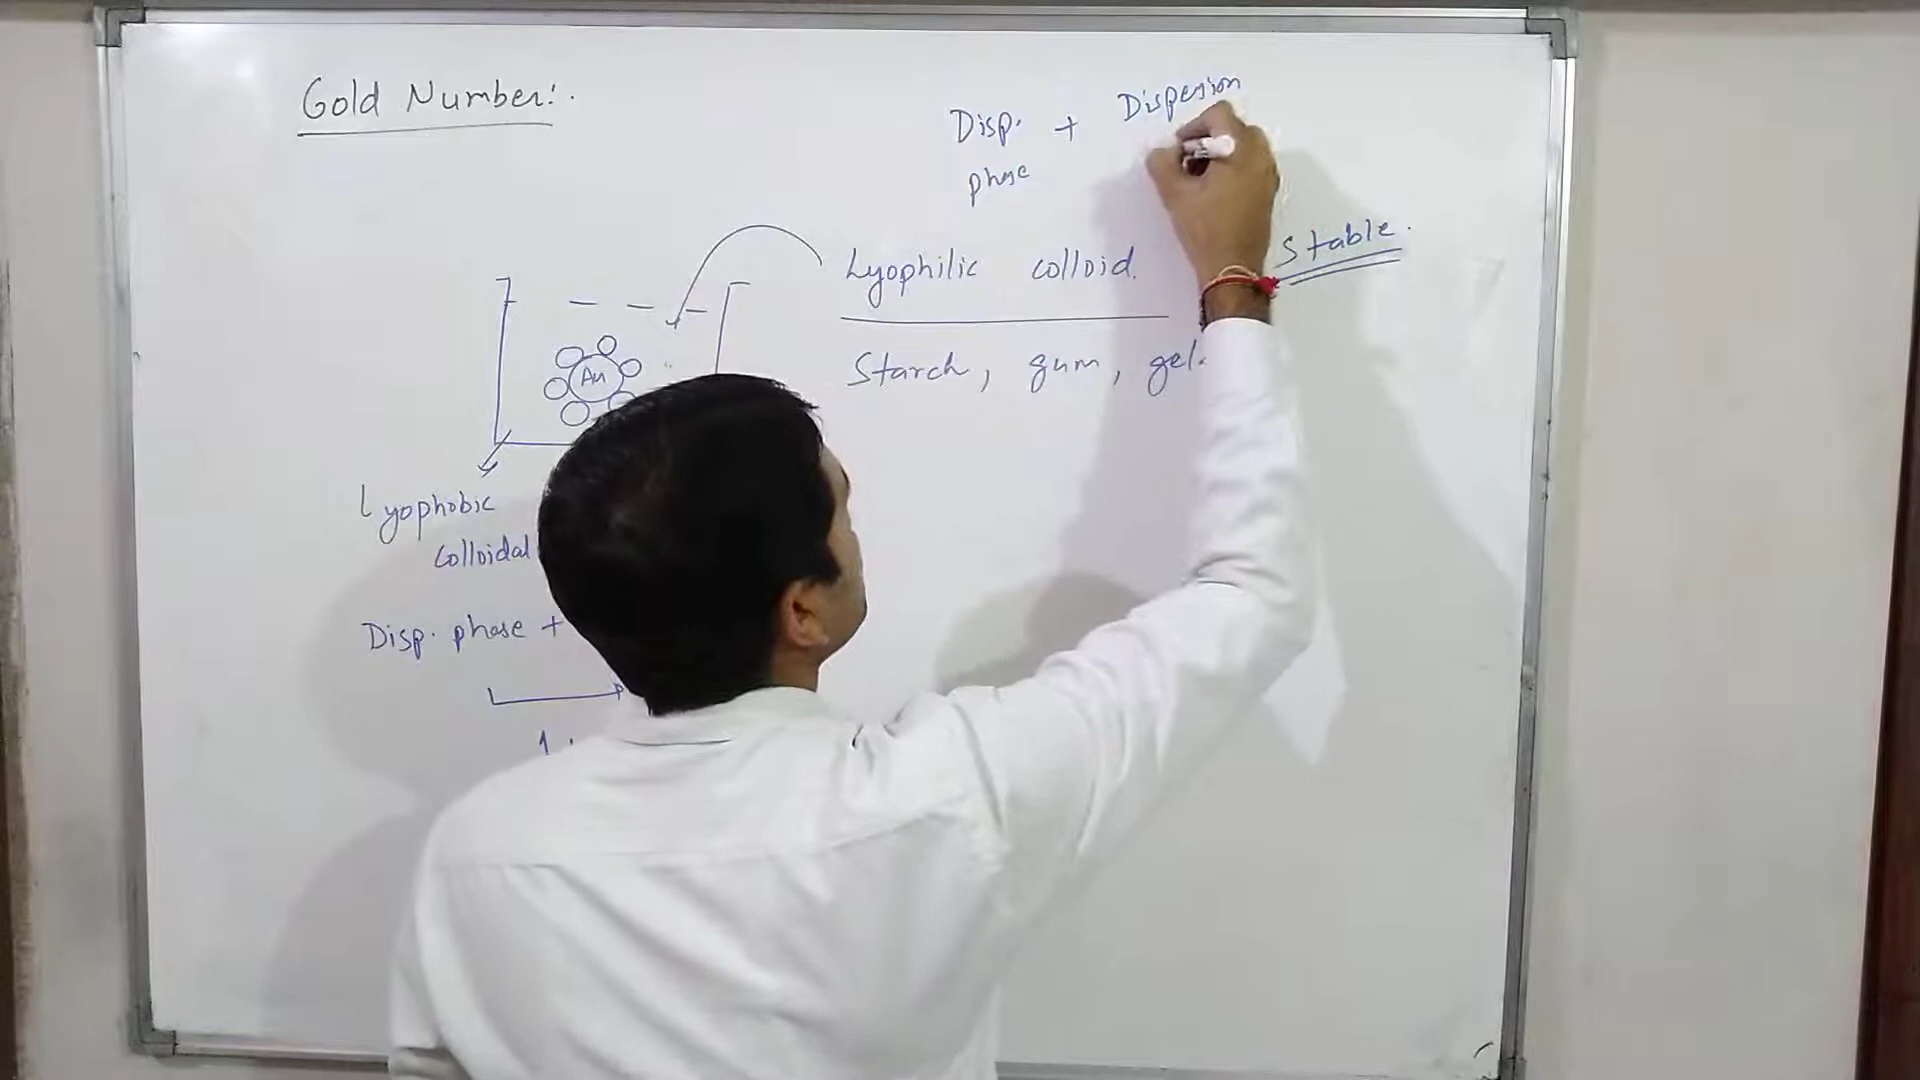 Gold Number:.
Disp. + Dispersion
phase
Lyophilic colloid.
Stable.
Starch, gum, gel.
Au
Lyophobic
Colloidal
Disp. phase +